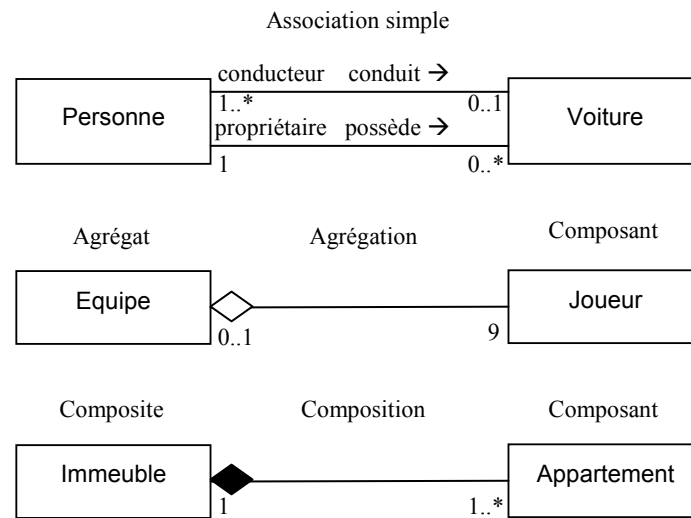 Association simple
conducteur conduit →
Personne
1..*
0..1
Voiture
propriétaire possède →
1
0..*
Agrégat
Agrégation
Composant
Equipe
Joueur
0..1
9
Composite
Composition
Composant
Immeuble
Appartement
1
1..*